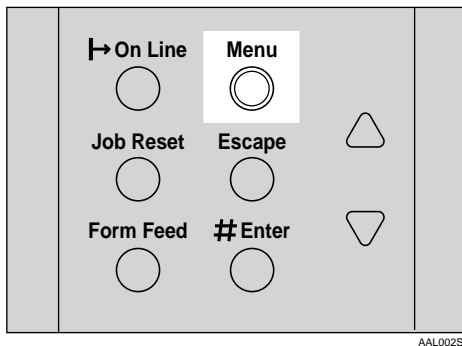 On Line Menu
Job Reset Escape
Form Feed # Enter
AAL002S